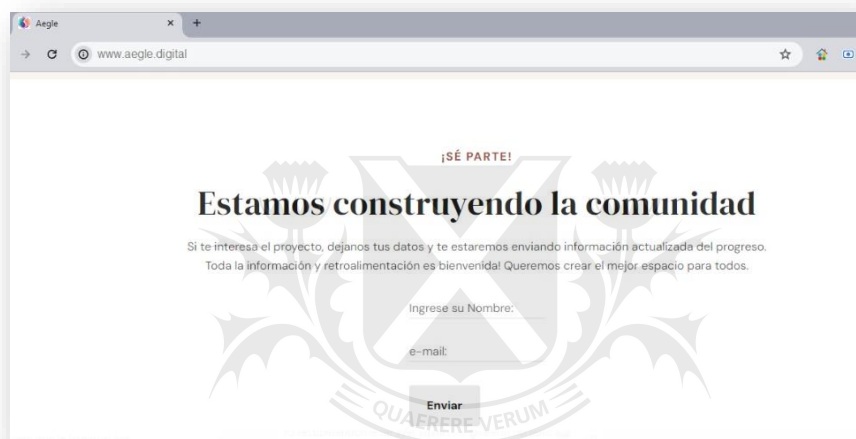 Aegle
www.aegle.digital
¡SÉ PARTE!
Estamos construyendo la comunidad
Si te interesa el proyecto, dejanos tus datos y te estaremos enviando información actualizada del progreso.
Toda la información y retroalimentación es bienvenida! Queremos crear el mejor espacio para todos.
Ingrese su Nombre:
e-mail:
Enviar
QUAERERE VERUM